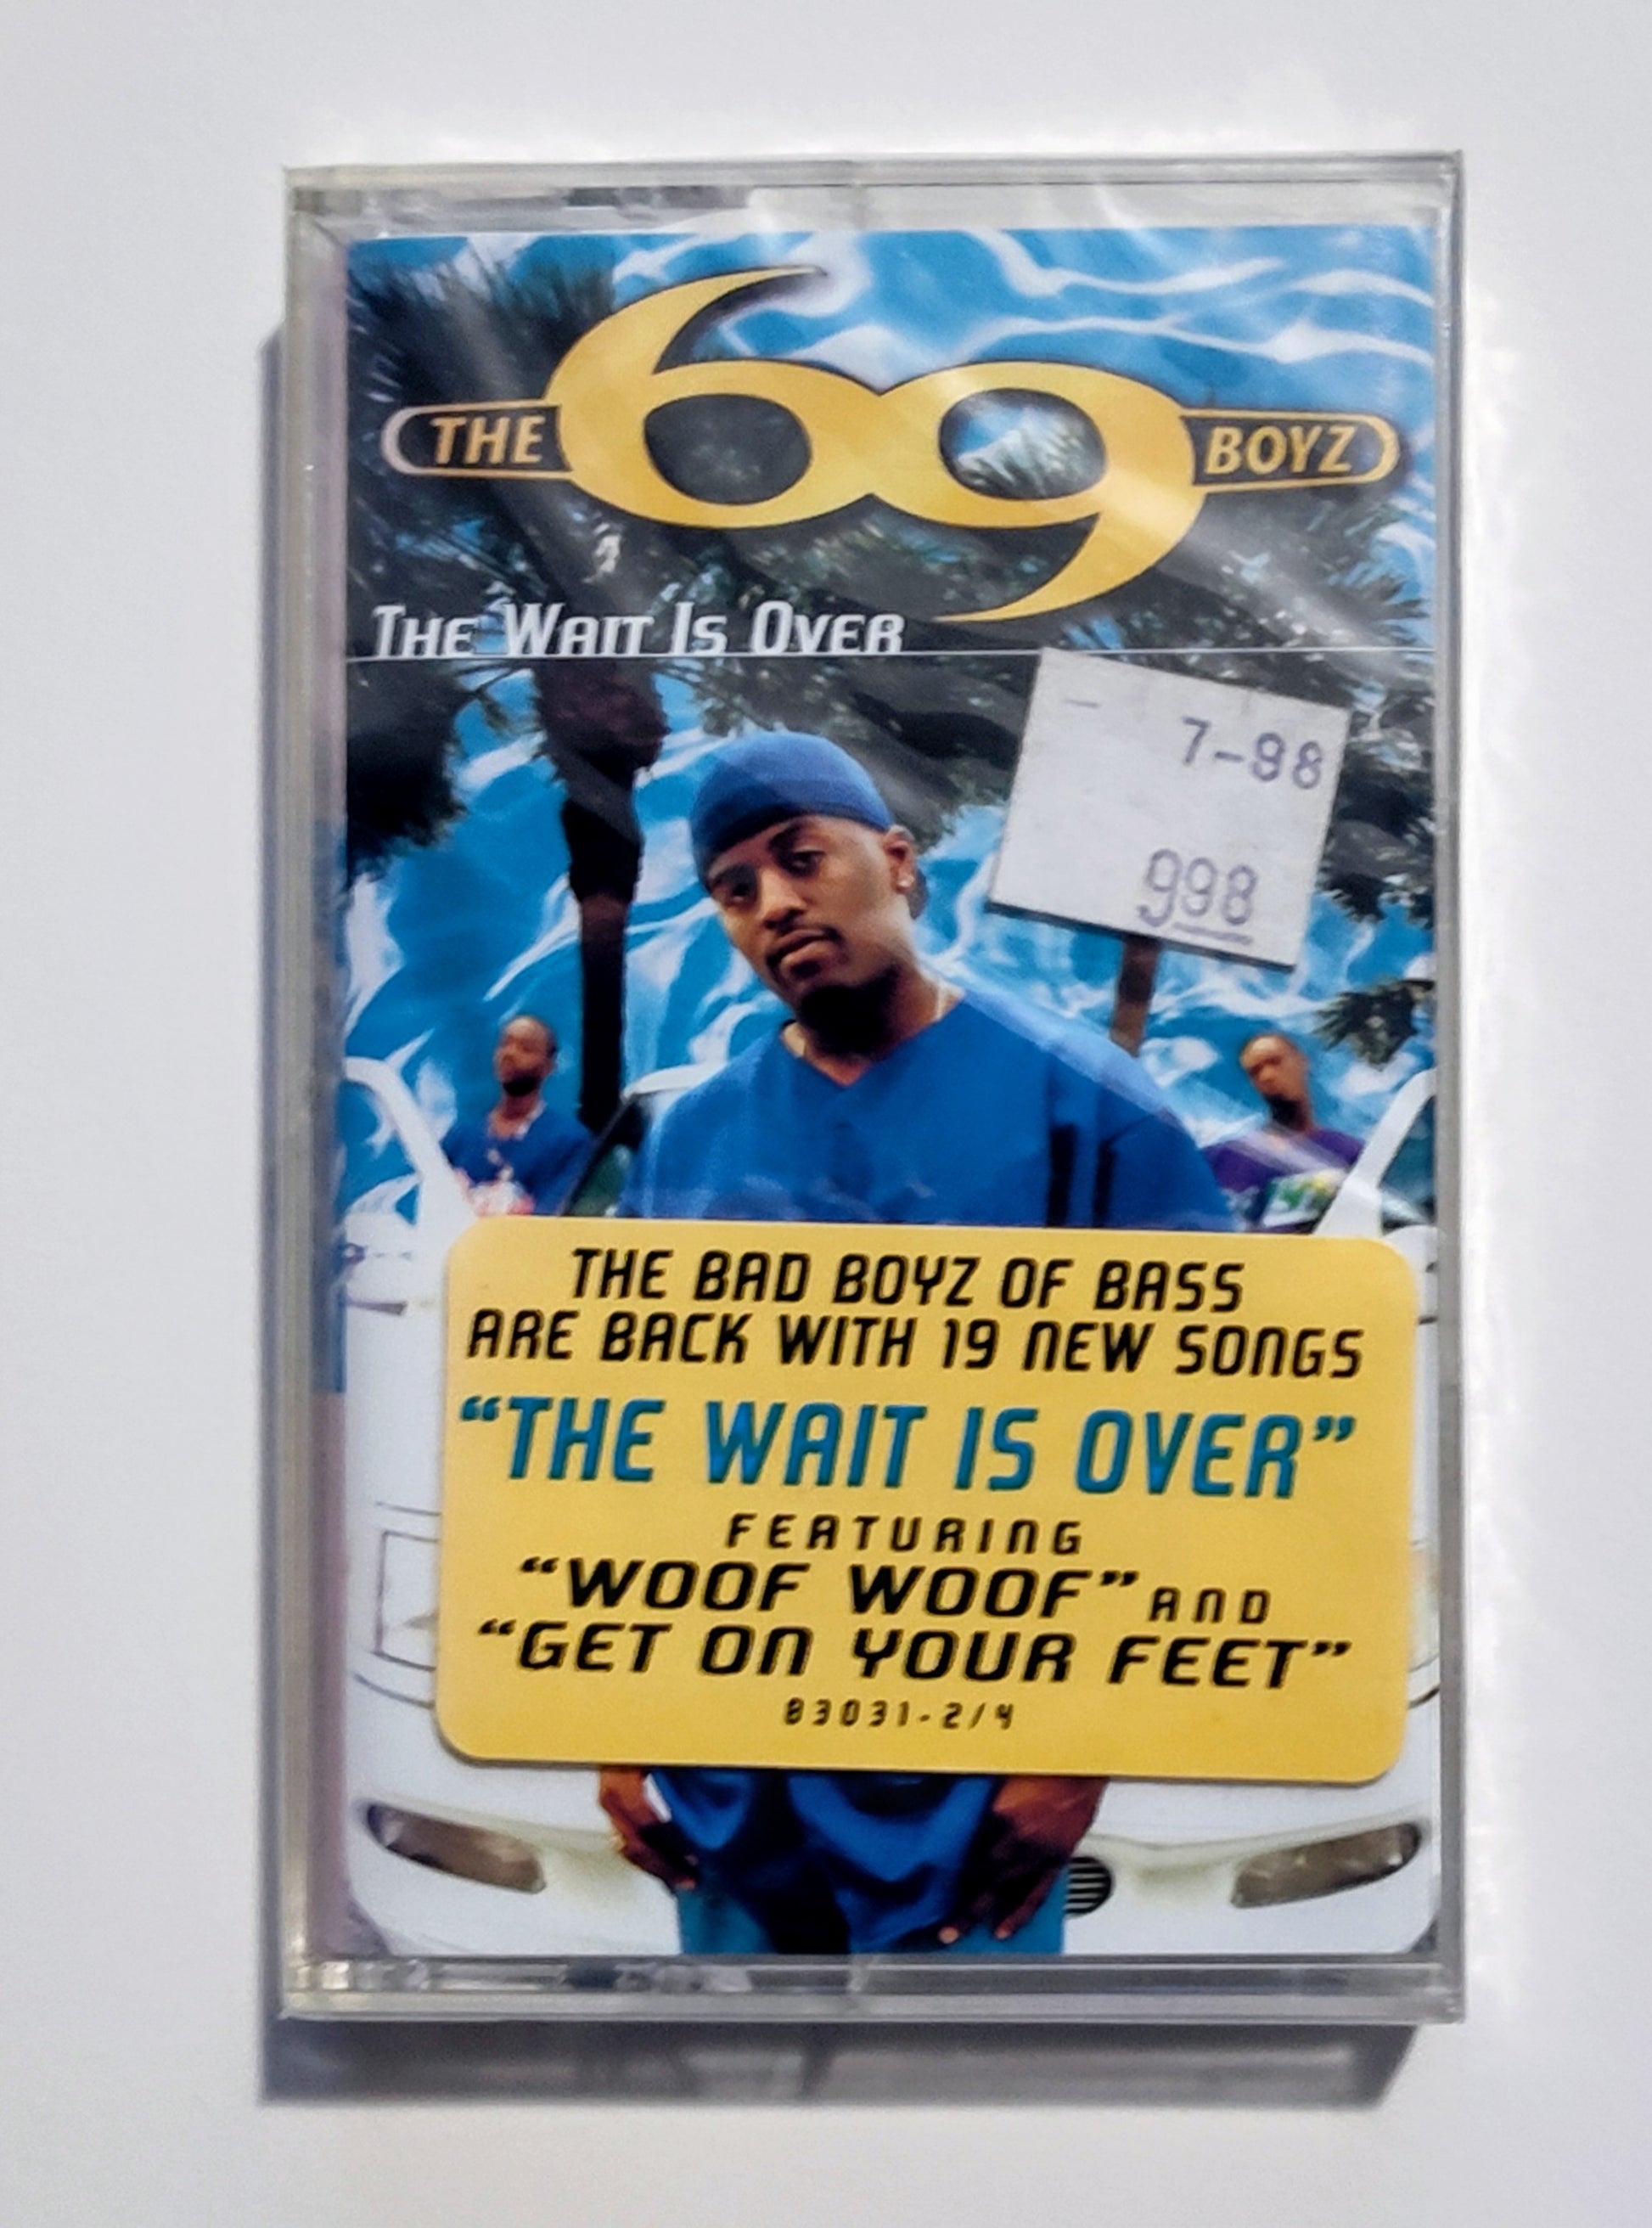 THE 69 BOYZ
THE WAIT IS OVER
7-98
998
THE BAD BOYZ OF BASS
ARE BACK WITH 19 NEW SONGS
“THE WAIT IS OVER”
FEATURING
“WOOF WOOF” AND
“GET ON YOUR FEET”
83031-2/4